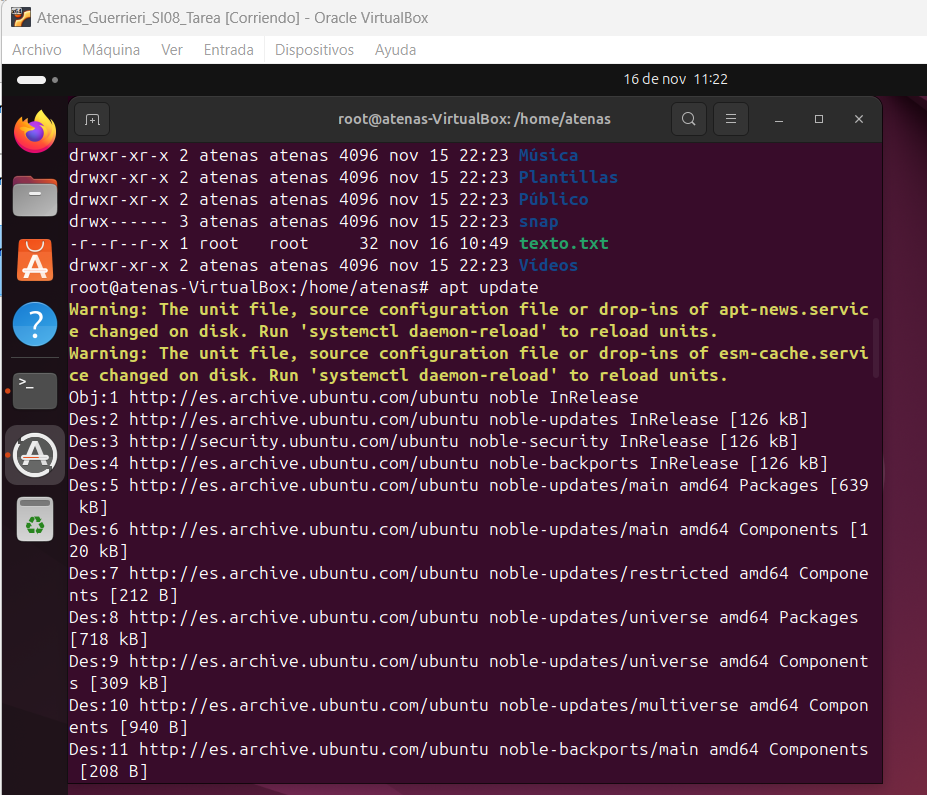 Atenas_Guerrieri_SI08_Tarea [Corriendo] - Oracle VirtualBox
Archivo Máquina Ver Entrada Dispositivos Ayuda
16 de nov 11:22
root@atenas-VirtualBox: /home/atenas
drwxr-xr-x 2 atenas atenas 4096 nov 15 22:23 Música
drwxr-xr-x 2 atenas atenas 4096 nov 15 22:23 Plantillas
drwxr-xr-x 2 atenas atenas 4096 nov 15 22:23 Público
drwx------ 3 atenas atenas 4096 nov 15 22:23 snap
-r--r--r-x 1 root   root     32 nov 16 10:49 texto.txt
drwxr-xr-x 2 atenas atenas 4096 nov 15 22:23 Vídeos
root@atenas-VirtualBox:/home/atenas# apt update
Warning: The unit file, source configuration file or drop-ins of apt-news.servic
e changed on disk. Run 'systemctl daemon-reload' to reload units.
Warning: The unit file, source configuration file or drop-ins of esm-cache.servi
ce changed on disk. Run 'systemctl daemon-reload' to reload units.
Obj:1 http://es.archive.ubuntu.com/ubuntu noble InRelease
Des:2 http://es.archive.ubuntu.com/ubuntu noble-updates InRelease [126 kB]
Des:3 http://security.ubuntu.com/ubuntu noble-security InRelease [126 kB]
Des:4 http://es.archive.ubuntu.com/ubuntu noble-backports InRelease [126 kB]
Des:5 http://es.archive.ubuntu.com/ubuntu noble-updates/main amd64 Packages [639
 kB]
Des:6 http://es.archive.ubuntu.com/ubuntu noble-updates/main amd64 Components [1
20 kB]
Des:7 http://es.archive.ubuntu.com/ubuntu noble-updates/restricted amd64 Compone
nts [212 B]
Des:8 http://es.archive.ubuntu.com/ubuntu noble-updates/universe amd64 Packages
[718 kB]
Des:9 http://es.archive.ubuntu.com/ubuntu noble-updates/universe amd64 Component
s [309 kB]
Des:10 http://es.archive.ubuntu.com/ubuntu noble-updates/multiverse amd64 Compon
ents [940 B]
Des:11 http://es.archive.ubuntu.com/ubuntu noble-backports/main amd64 Components
 [208 B]